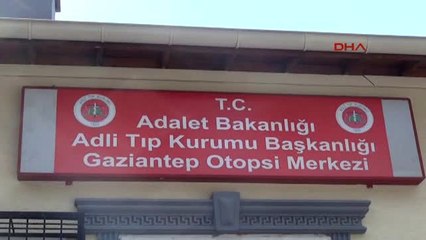 DHA
T.C.
Adalet Bakanlığı
Adli Tıp Kurumu Başkanlığı
Gaziantep Otopsi Merkezi